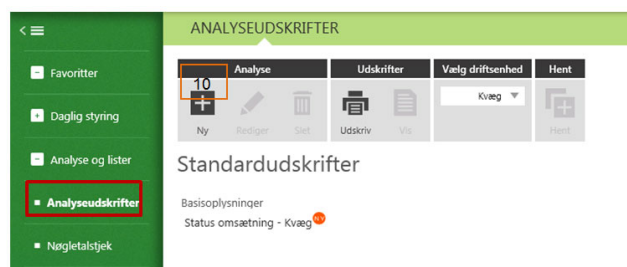 ANALYSEUDSKRIFTER
Favoritter
Daglig styring
Analyse og lister
Analyseudskrifter
Nøgletalstjek
Analyse
Udskrifter
Vælg driftsenhed
Hent
10
Ny
Rediger
Slet
Udskriv
Vis
Kvæg
Hent
Standardudskrifter
Basisoplysninger
Status omsætning - Kvæg NY